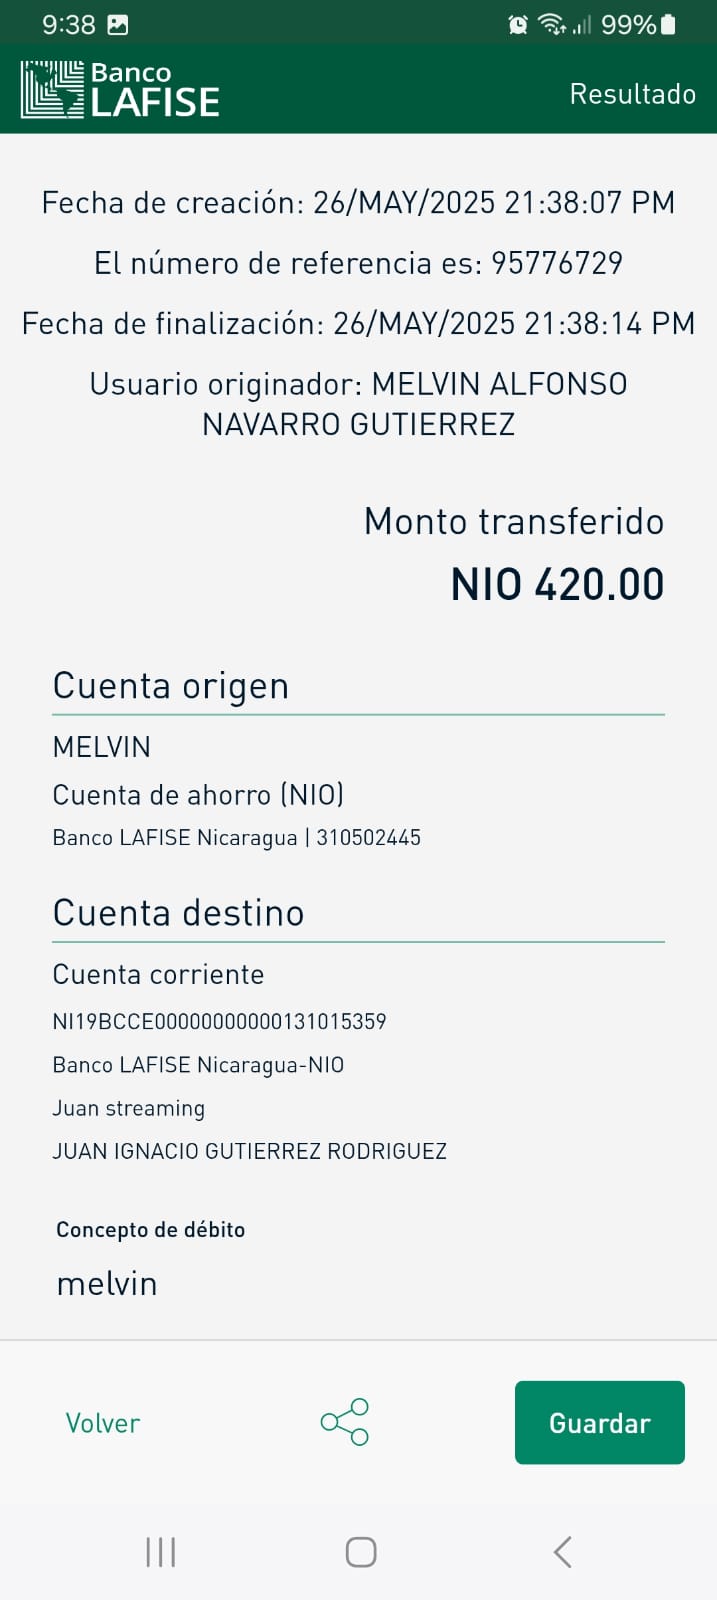 9:38
99%
Banco
LAFISE
Resultado
Fecha de creación: 26/MAY/2025 21:38:07 PM
El número de referencia es: 95776729
Fecha de finalización: 26/MAY/2025 21:38:14 PM
Usuario originador: MELVIN ALFONSO
NAVARRO GUTIERREZ
Monto transferido
NIO 420.00
Cuenta origen
MELVIN
Cuenta de ahorro (NIO)
Banco LAFISE Nicaragua | 310502445
Cuenta destino
Cuenta corriente
NI19BCCE00000000000131015359
Banco LAFISE Nicaragua-NIO
Juan streaming
JUAN IGNACIO GUTIERREZ RODRIGUEZ
Concepto de débito
melvin
Volver
Guardar